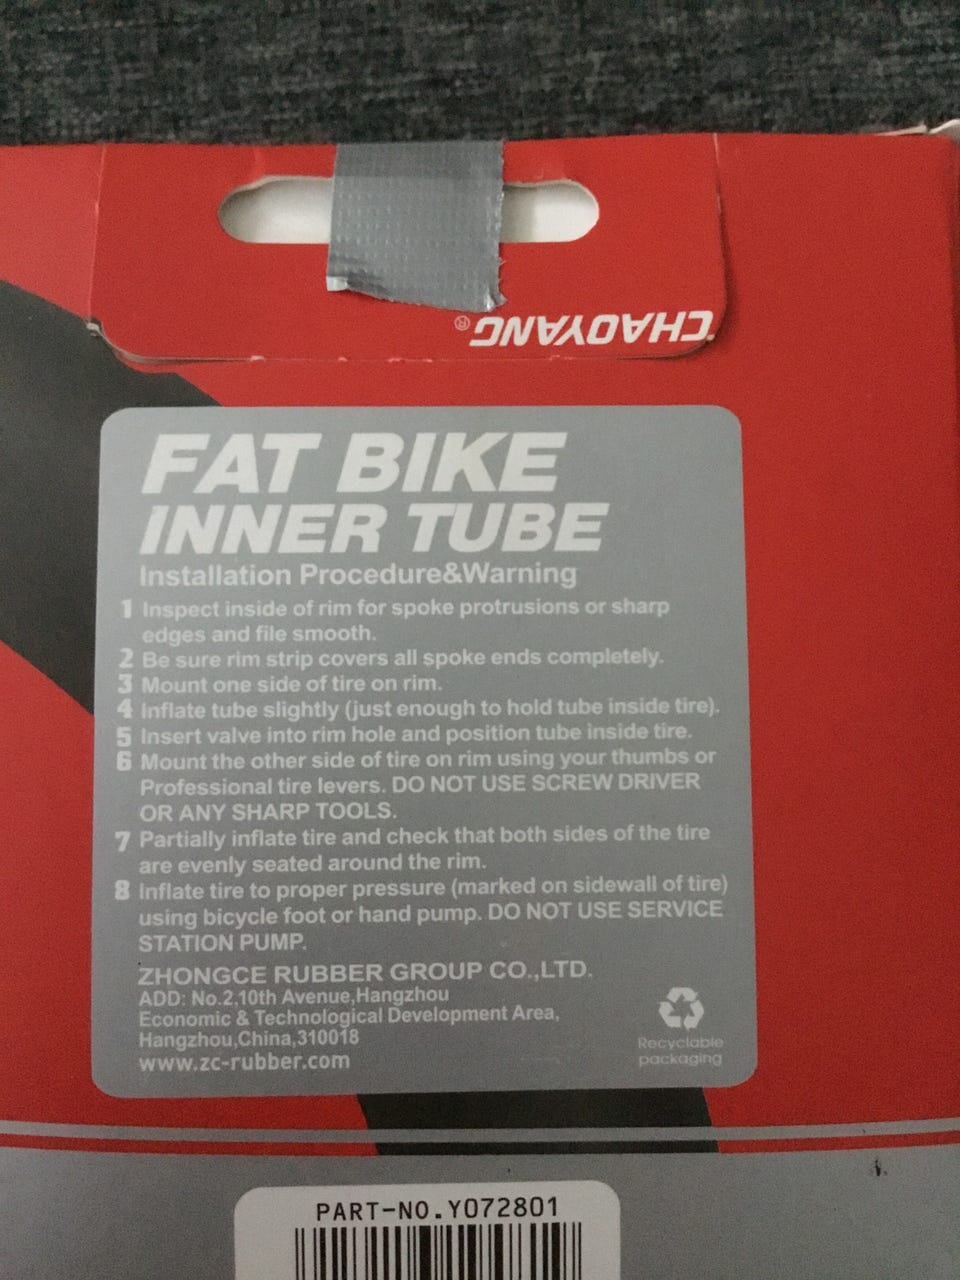 CHAOYANG®
FAT BIKE
INNER TUBE
Installation Procedure&Warning
1 Inspect inside of rim for spoke protrusions or sharp
edges and file smooth.
2 Be sure rim strip covers all spoke ends completely.
3 Mount one side of tire on rim.
4 Inflate tube slightly (just enough to hold tube inside tire).
5 Insert valve into rim hole and position tube inside tire.
6 Mount the other side of tire on rim using your thumbs or
Professional tire levers. DO NOT USE SCREW DRIVER
OR ANY SHARP TOOLS.
7 Partially inflate tire and check that both sides of the tire
are evenly seated around the rim.
8 Inflate tire to proper pressure (marked on sidewall of tire)
using bicycle foot or hand pump. DO NOT USE SERVICE
STATION PUMP.
ZHONGCE RUBBER GROUP CO.,LTD.
ADD: No.2,10th Avenue,Hangzhou
Economic & Technological Development Area,
Hangzhou,China,310018
www.zc-rubber.com
Recyclable
packaging
PART-NO.Y072801